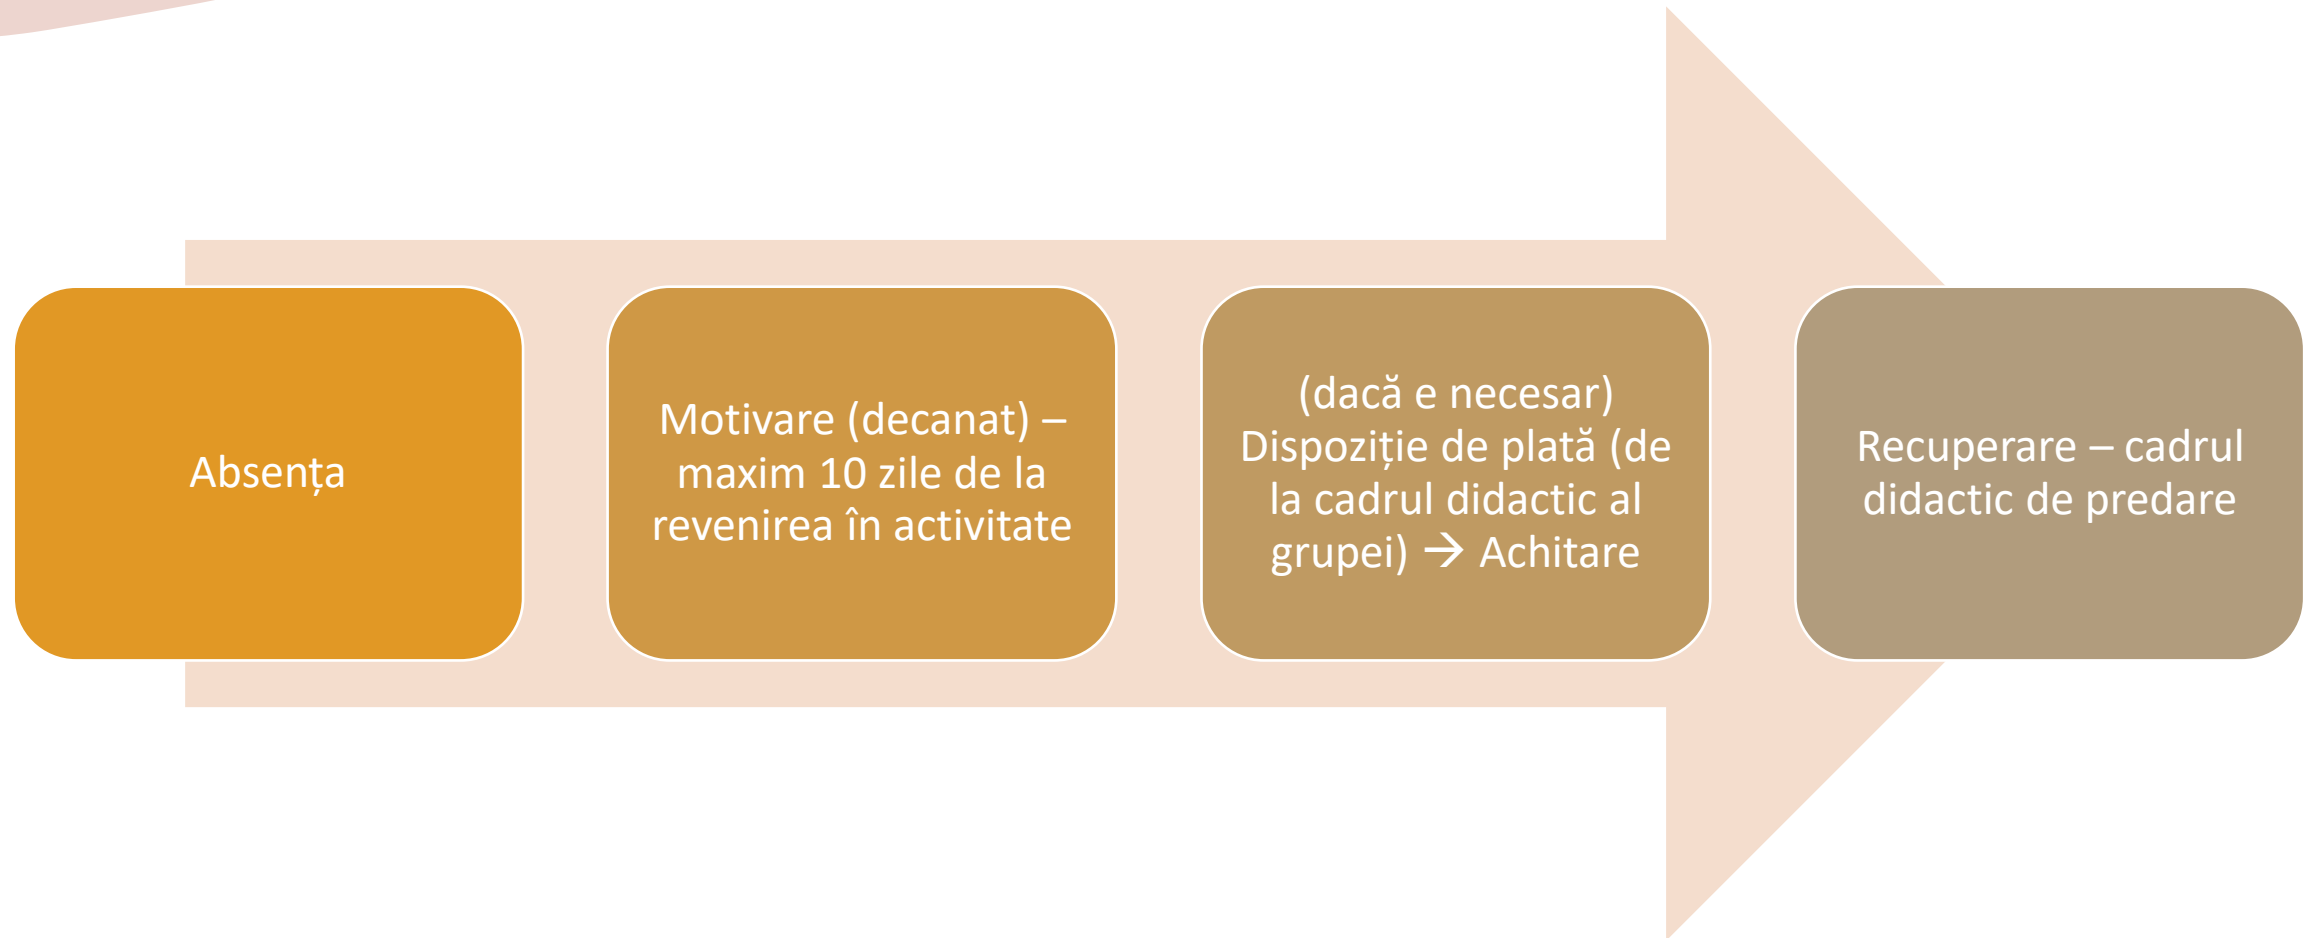 Absența
Motivare (decanat) –
maxim 10 zile de la
revenirea în activitate
(dacă e necesar)
Dispoziție de plată (de
la cadrul didactic al
grupei) → Achitare
Recuperare – cadrul
didactic de predare